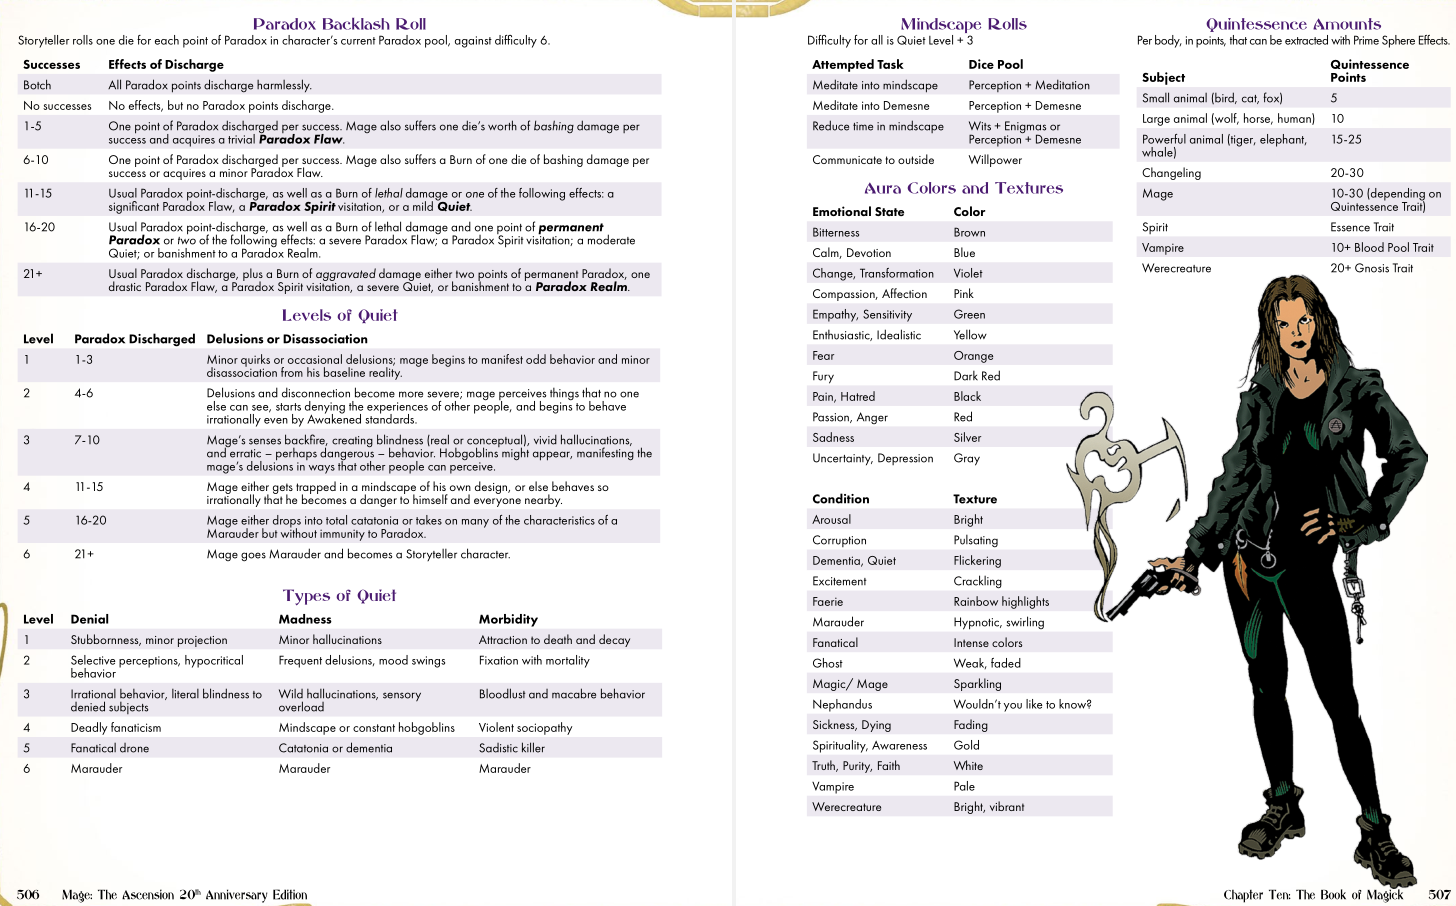 Paradox Backlash Roll
Storyteller rolls one die for each point of Paradox in character's current Paradox pool, against difficulty 6.
Successes Effects of Discharge
Botch All Paradox points discharge harmlessly.
No successes No effects, but no Paradox points discharge.
1-5 One point of Paradox discharged per success. Mage also suffers one die's worth of bashing damage per
success and acquires a trivial Paradox Flaw.
6-10 One point of Paradox discharged per success. Mage also suffers a Burn of one die of bashing damage per
success or acquires a minor Paradox Flaw.
11-15 Usual Paradox point-discharge, as well as a Burn of lethal damage or one of the following effects: a
significant Paradox Flaw, a Paradox Spirit visitation, or a mild Quiet.
16-20 Usual Paradox point-discharge, as well as a Burn of lethal damage and one point of permanent
Paradox or two of the following effects: a severe Paradox Flaw; a Paradox Spirit visitation; a moderate
Quiet; or banishment to a Paradox Realm.
21+ Usual Paradox discharge, plus a Burn of aggravated damage either two points of permanent Paradox, one
drastic Paradox Flaw, a Paradox Spirit visitation, a severe Quiet, or banishment to a Paradox Realm.
Levels of Quiet
Level Paradox Discharged Delusions or Disassociation
1 1-3 Minor quirks or occasional delusions; mage begins to manifest odd behavior and minor
disassociation from his baseline reality.
2 4-6 Delusions and disconnection become more severe; mage perceives things that no one
else can see, starts denying the experiences of other people, and begins to behave
irrationally even by Awakened standards.
3 7-10 Mage's senses backfire, creating blindness (real or conceptual), vivid hallucinations,
and erratic – perhaps dangerous – behavior. Hobgoblins might appear, manifesting the
mage's delusions in ways that other people can perceive.
4 11-15 Mage either gets trapped in a mindscape of his own design, or else behaves so
irrationally that he becomes a danger to himself and everyone nearby.
5 16-20 Mage either drops into total catatonia or takes on many of the characteristics of a
Marauder but without immunity to Paradox.
6 21+ Mage goes Marauder and becomes a Storyteller character.
Types of Quiet
Level Denial Madness Morbidity
1 Stubbornness, minor projection Minor hallucinations Attraction to death and decay
2 Selective perceptions, hypocritical Frequent delusions, mood swings Fixation with mortality
behavior
3 Irrational behavior, literal blindness to Wild hallucinations, sensory Bloodlust and macabre behavior
denied subjects overload
4 Deadly fanaticism Mindscape or constant hobgoblins Violent sociopathy
5 Fanatical drone Catatonia or dementia Sadistic killer
6 Marauder Marauder Marauder
506 Mage: The Ascension 20th Anniversary Edition
Mindscape Rolls
Difficulty for all is Quiet Level + 3
Attempted Task Dice Pool
Meditate into mindscape Perception + Meditation
Meditate into Demesne Perception + Demesne
Reduce time in mindscape Wits + Enigmas or
Perception + Demesne
Communicate to outside Willpower
Aura Colors and Textures
Emotional State Color
Bitterness Brown
Calm, Devotion Blue
Change, Transformation Violet
Compassion, Affection Pink
Empathy, Sensitivity Green
Enthusiastic, Idealistic Yellow
Fear Orange
Fury Dark Red
Pain, Hatred Black
Passion, Anger Red
Sadness Silver
Uncertainty, Depression Gray
Condition Texture
Arousal Bright
Corruption Pulsating
Dementia, Quiet Flickering
Excitement Crackling
Faerie Rainbow highlights
Marauder Hypnotic, swirling
Fanatical Intense colors
Ghost Weak, faded
Magic/ Mage Sparkling
Nephandus Wouldn't you like to know?
Sickness, Dying Fading
Spirituality, Awareness Gold
Truth, Purity, Faith White
Vampire Pale
Werecreature Bright, vibrant
Quintessence Amounts
Per body, in points, that can be extracted with Prime Sphere Effects.
Subject Quintessence
Points
Small animal (bird, cat, fox) 5
Large animal (wolf, horse, human) 10
Powerful animal (tiger, elephant, 15-25
whale)
Changeling 20-30
Mage 10-30 (depending on
Quintessence Trait)
Spirit Essence Trait
Vampire 10+ Blood Pool Trait
Werecreature 20+ Gnosis Trait
Chapter Ten: The Book of Magick 507